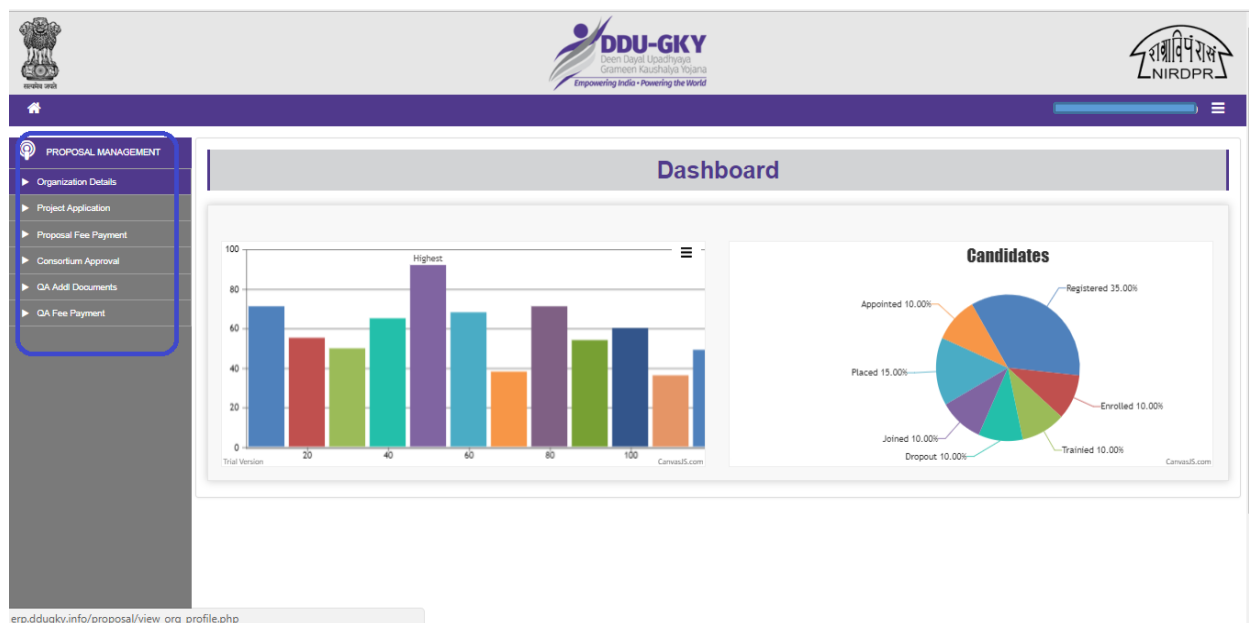 सत्यमेव जयते
DDU-GKY
Deen Dayal Upadhyaya
Grameen Kaushalya Yojana
Empowering India • Powering the World
NIRDPR
PROPOSAL MANAGEMENT
Organization Details
Project Application
Proposal Fee Payment
Consortium Approval
QA Addl Documents
QA Fee Payment
Dashboard
100
80
60
40
20
0
Highest
20
40
60
80
100
Trial Version
CanvasJS.com
Candidates
Registered 35.00%
Appointed 10.00%
Placed 15.00%
Enrolled 10.00%
Joined 10.00%
Trainied 10.00%
Dropout 10.00%
CanvasJS.com
erp.ddugky.info/proposal/view_org_profile.php